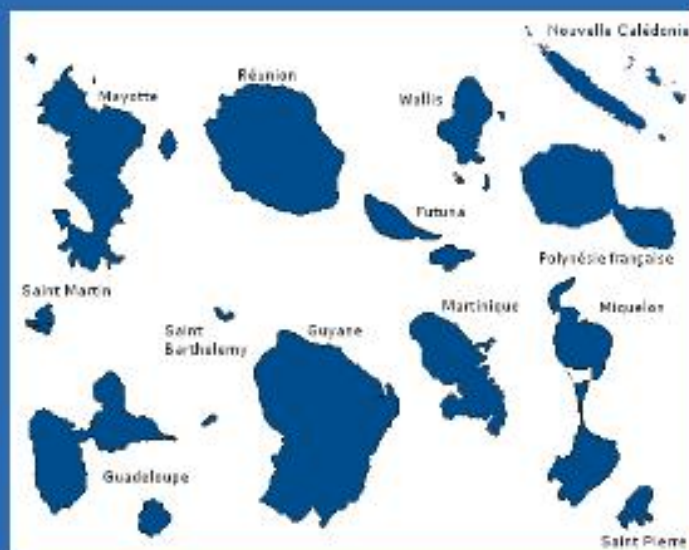 Nouvelle Calédonie
Réunion
Mayotte
Wallis
Futuna
Polynésie française
Saint Martin
Saint
Barthelemy
Guyane
Martinique
Miquelon
Guadeloupe
Saint Pierre